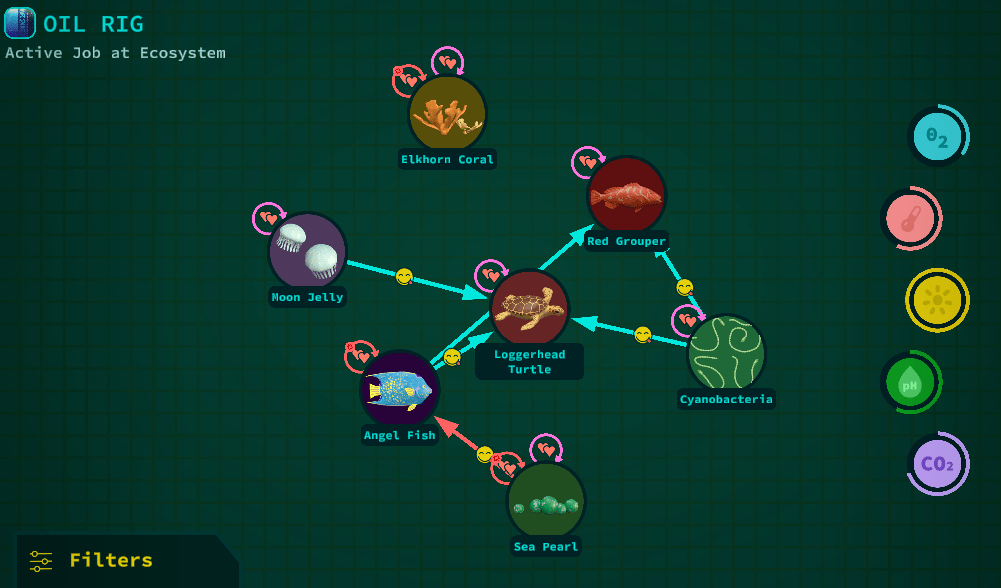 OIL RIG
Active Job at Ecosystem
Elkhorn Coral
Red Grouper
Moon Jelly
Loggerhead
Turtle
Cyanobacteria
Angel Fish
Sea Pearl
O2
pH
CO2
Filters